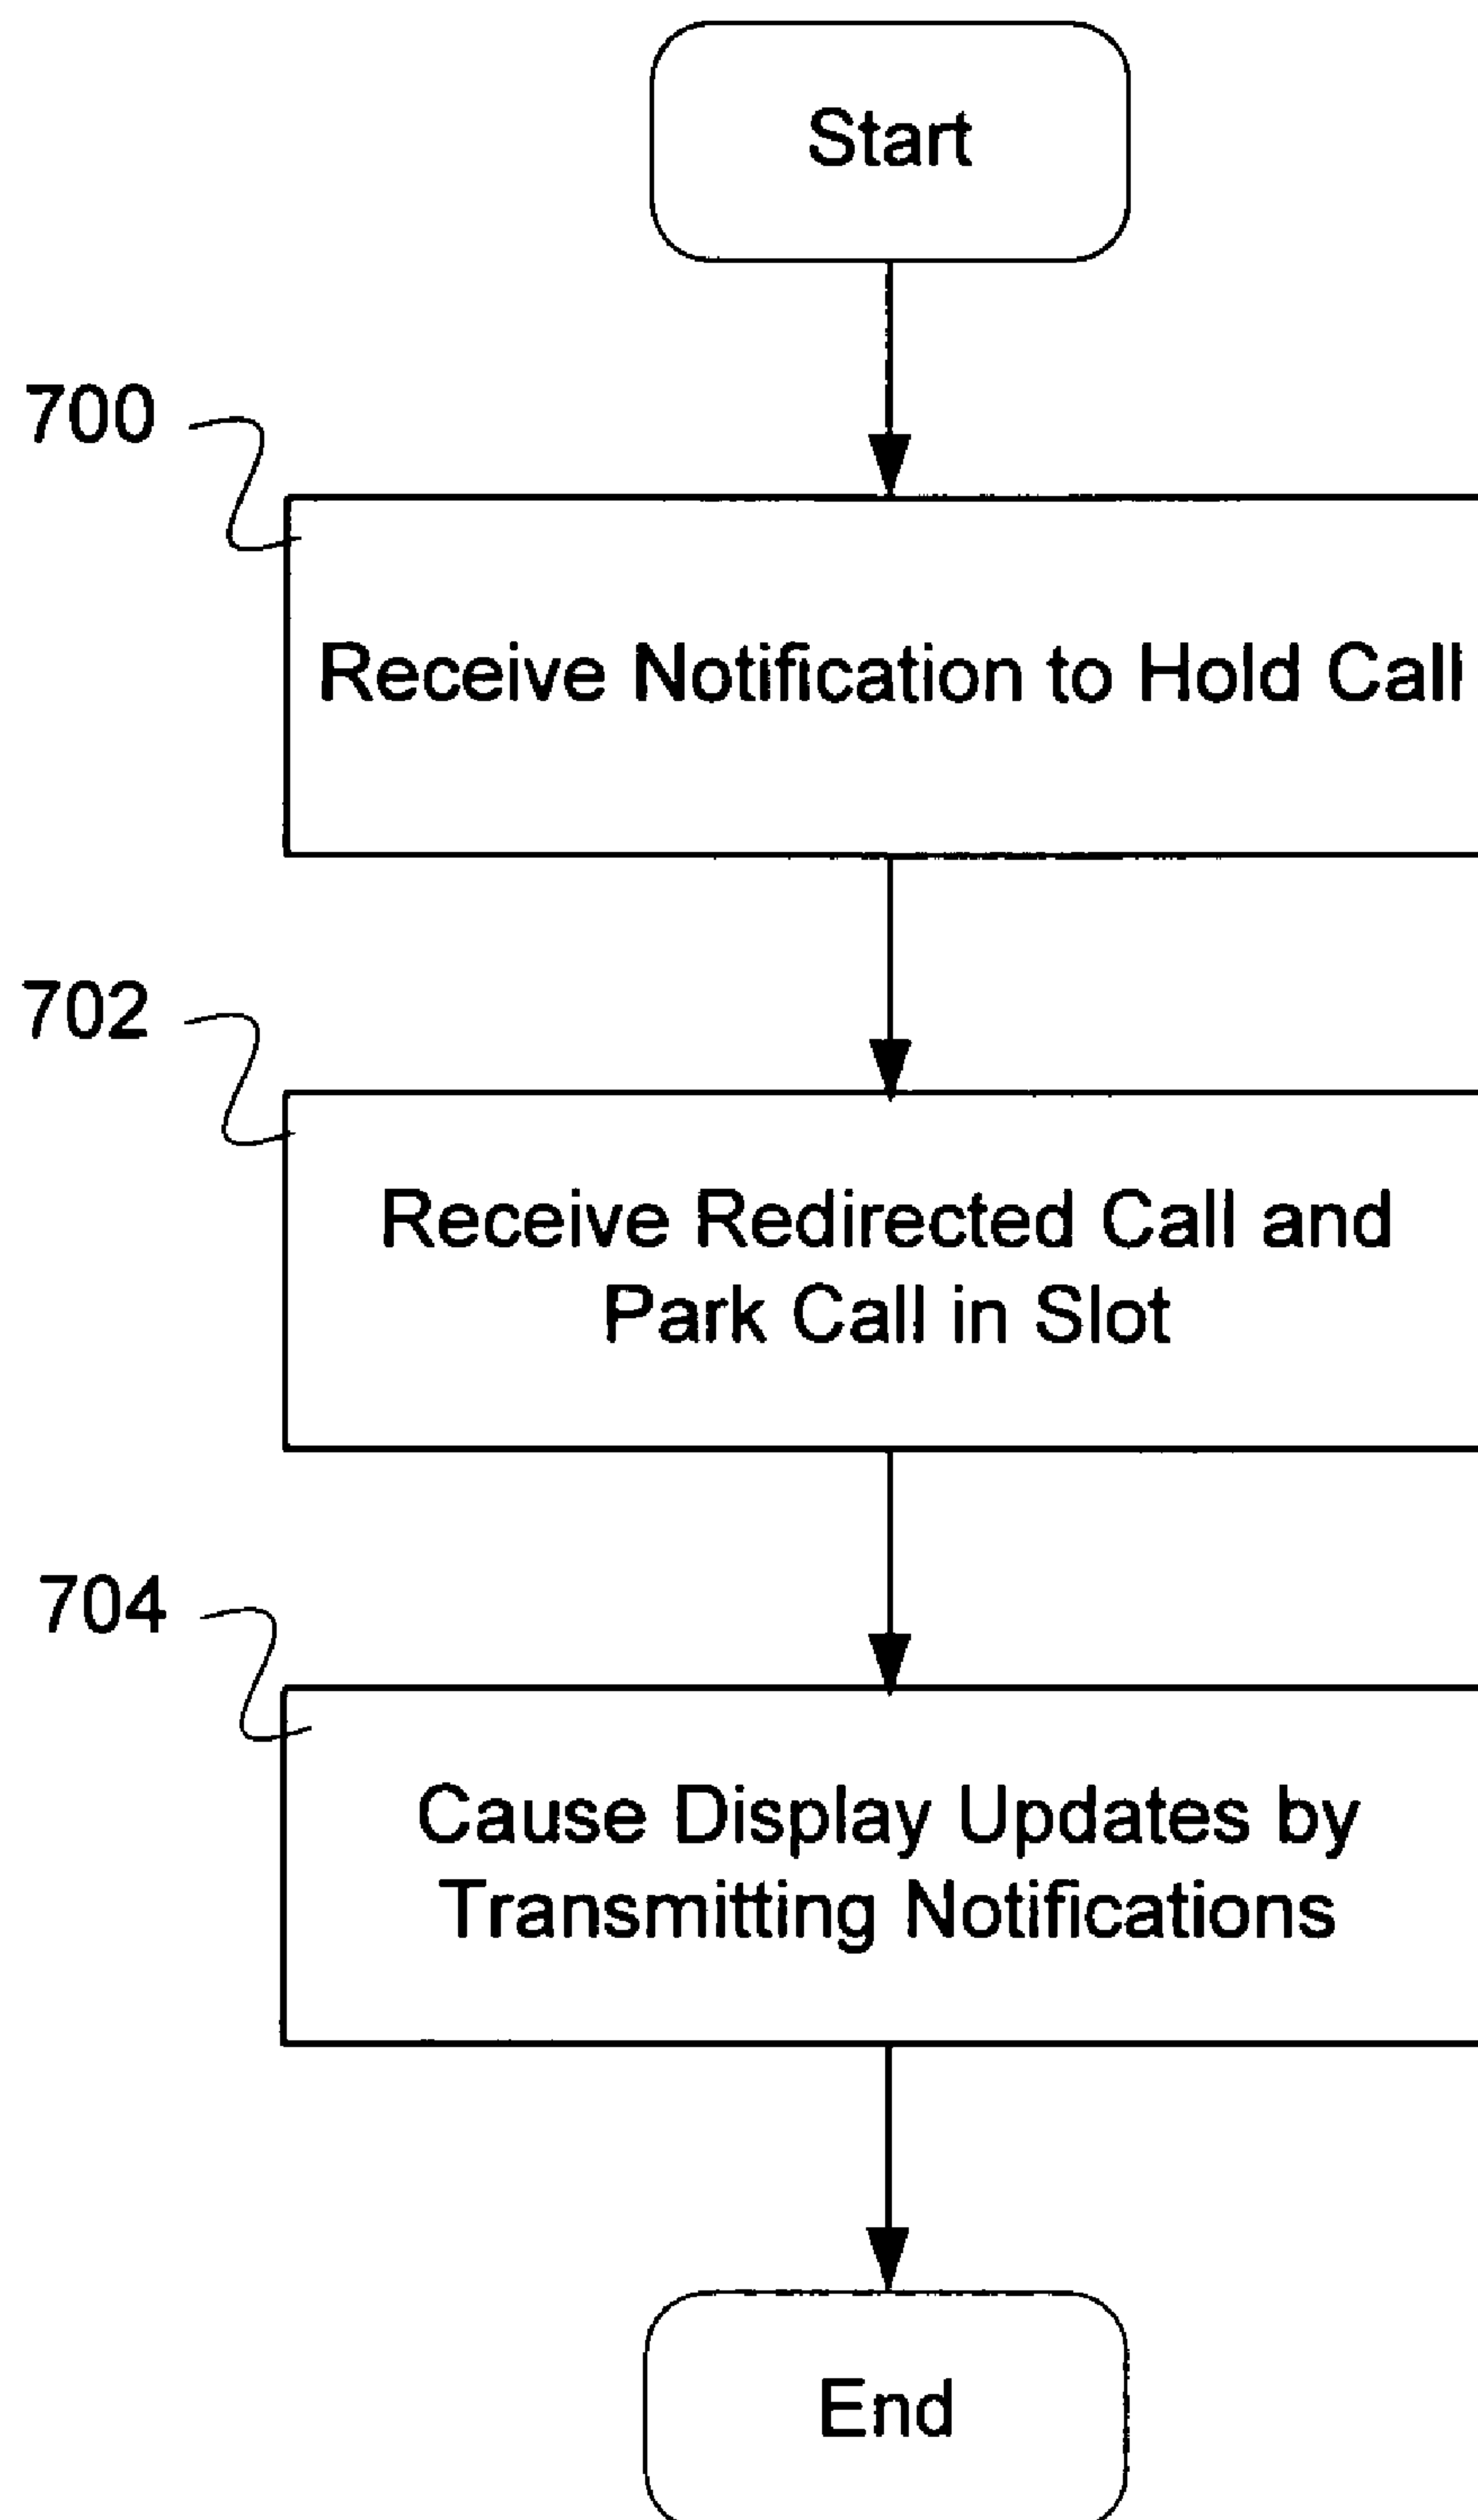 Start
700
Receive Notification to Hold Call
702
Receive Redirected Call and
Park Call in Slot
704
Cause Display Updates by
Transmitting Notifications
End